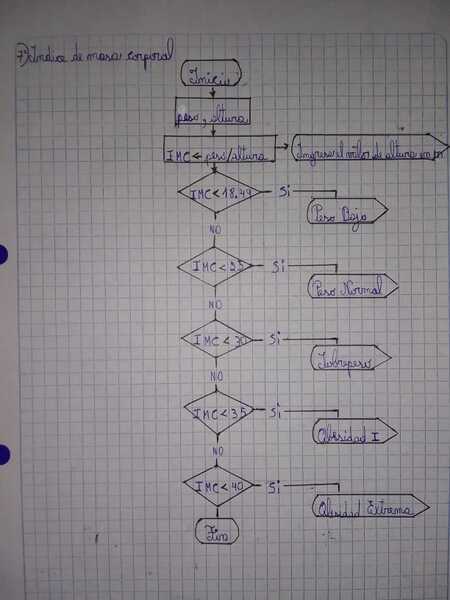 7) Indice de masa corporal
Inicio
peso, altura
IMC ← peso/altura
Ingrese el valor de altura en
IMC < 18.49 Si
Peso Bajo
NO
IMC < 25 Si
Peso Normal
NO
IMC < 30 Si
Sobrepeso
NO
IMC < 35 Si
Obesidad I
NO
IMC < 40 Si
Obesidad Extrema
Fin